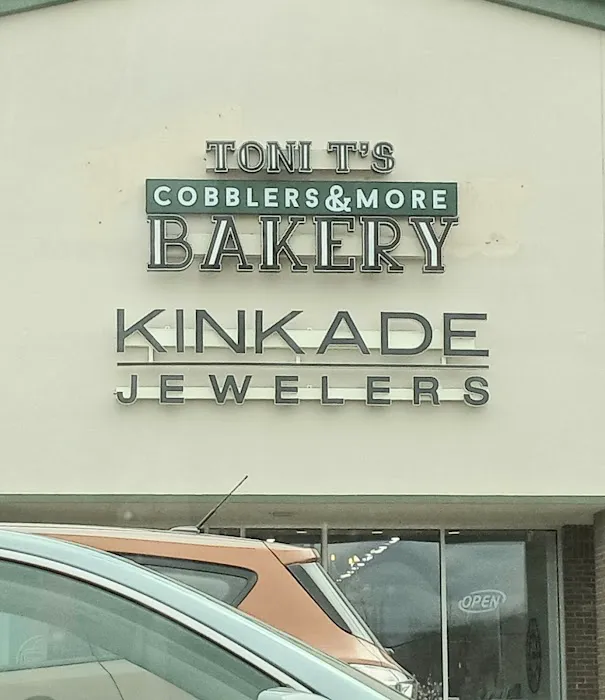 TONI T'S
COBBLERS & MORE
BAKERY
KINKADE
JEWELERS
OPEN